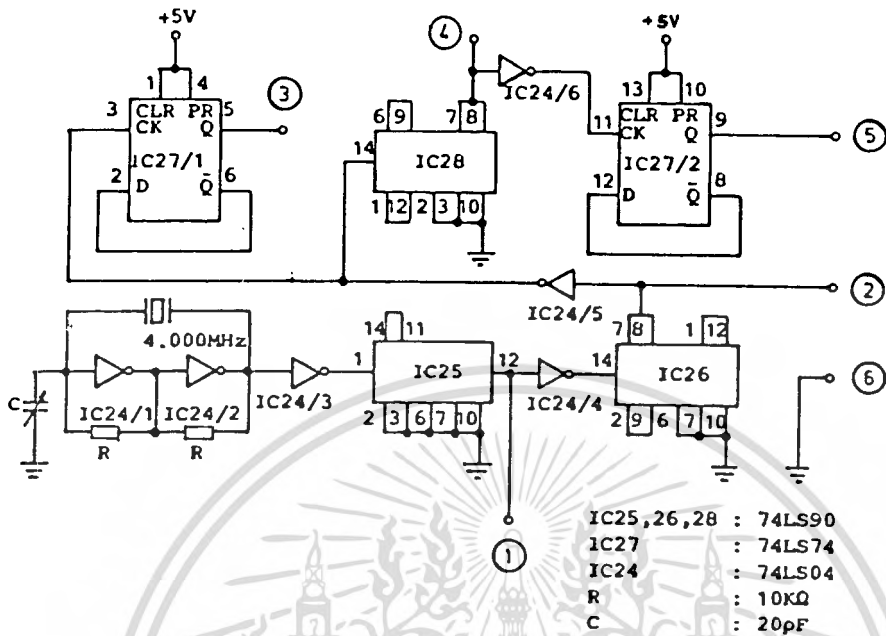 +5V
1 4
3 CLR PR 5
CK Q
IC27/1
2 D Q̄ 6
③
④
IC24/6
6 9 7 8
14 IC28
1 12 2 3 10
+5V
13 10
11 CLR PR 9
CK Q
IC27/2
12 D Q̄ 8
⑤
IC24/5
②
4.000MHz
C
IC24/1 IC24/2 IC24/3
R R
14 11
1 IC25 12
2 3 6 7 10
IC24/4
7 8 1 12
14 IC26
2 9 6 7 10
⑥
①
IC25,26,28 : 74LS90
IC27 : 74LS74
IC24 : 74LS04
R : 10KΩ
C : 20pF